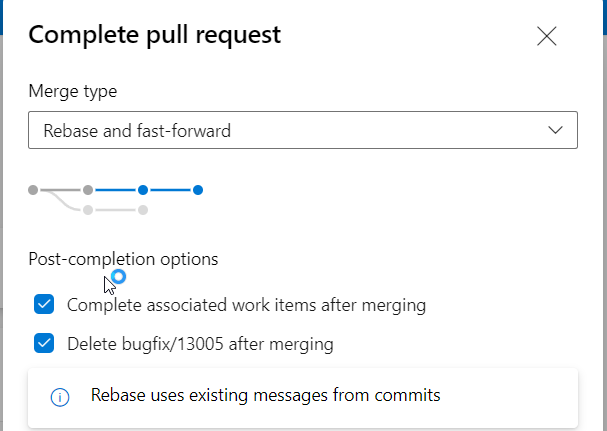 Complete pull request
Merge type
Rebase and fast-forward
Post-completion options
Complete associated work items after merging
Delete bugfix/13005 after merging
Rebase uses existing messages from commits